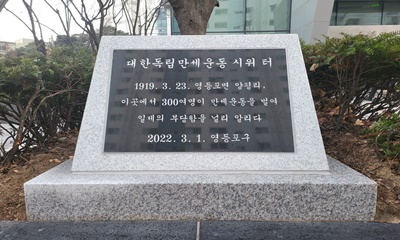 대한독립만세운동 시위 터
1919. 3. 23. 영등포면 양평리,
이곳에서 300여명이 만세운동을 벌여
일제의 부당함을 널리 알리다.
2022. 3. 1. 영등포구